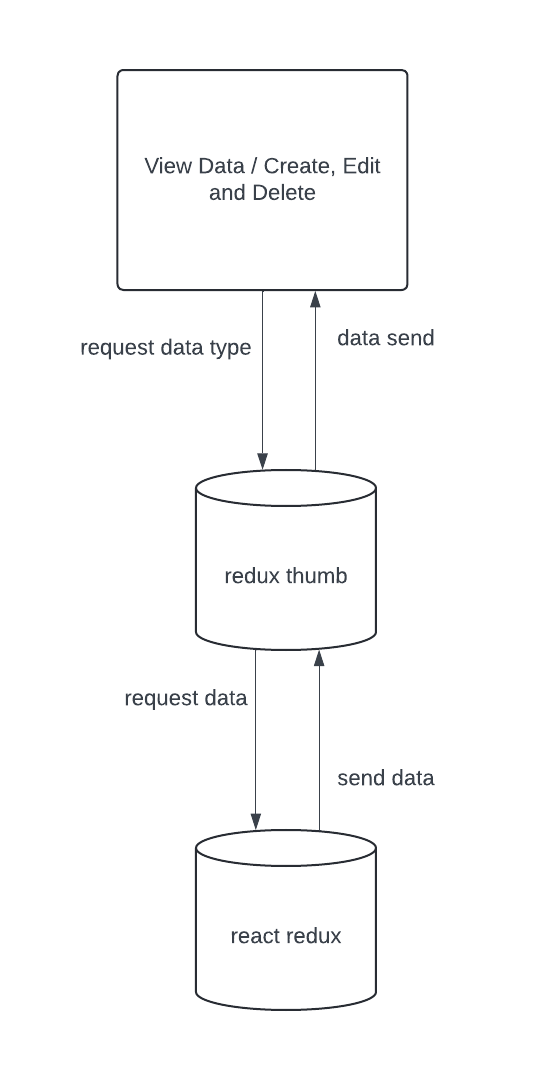 View Data / Create, Edit
and Delete
request data type
data send
redux thumb
request data
send data
react redux